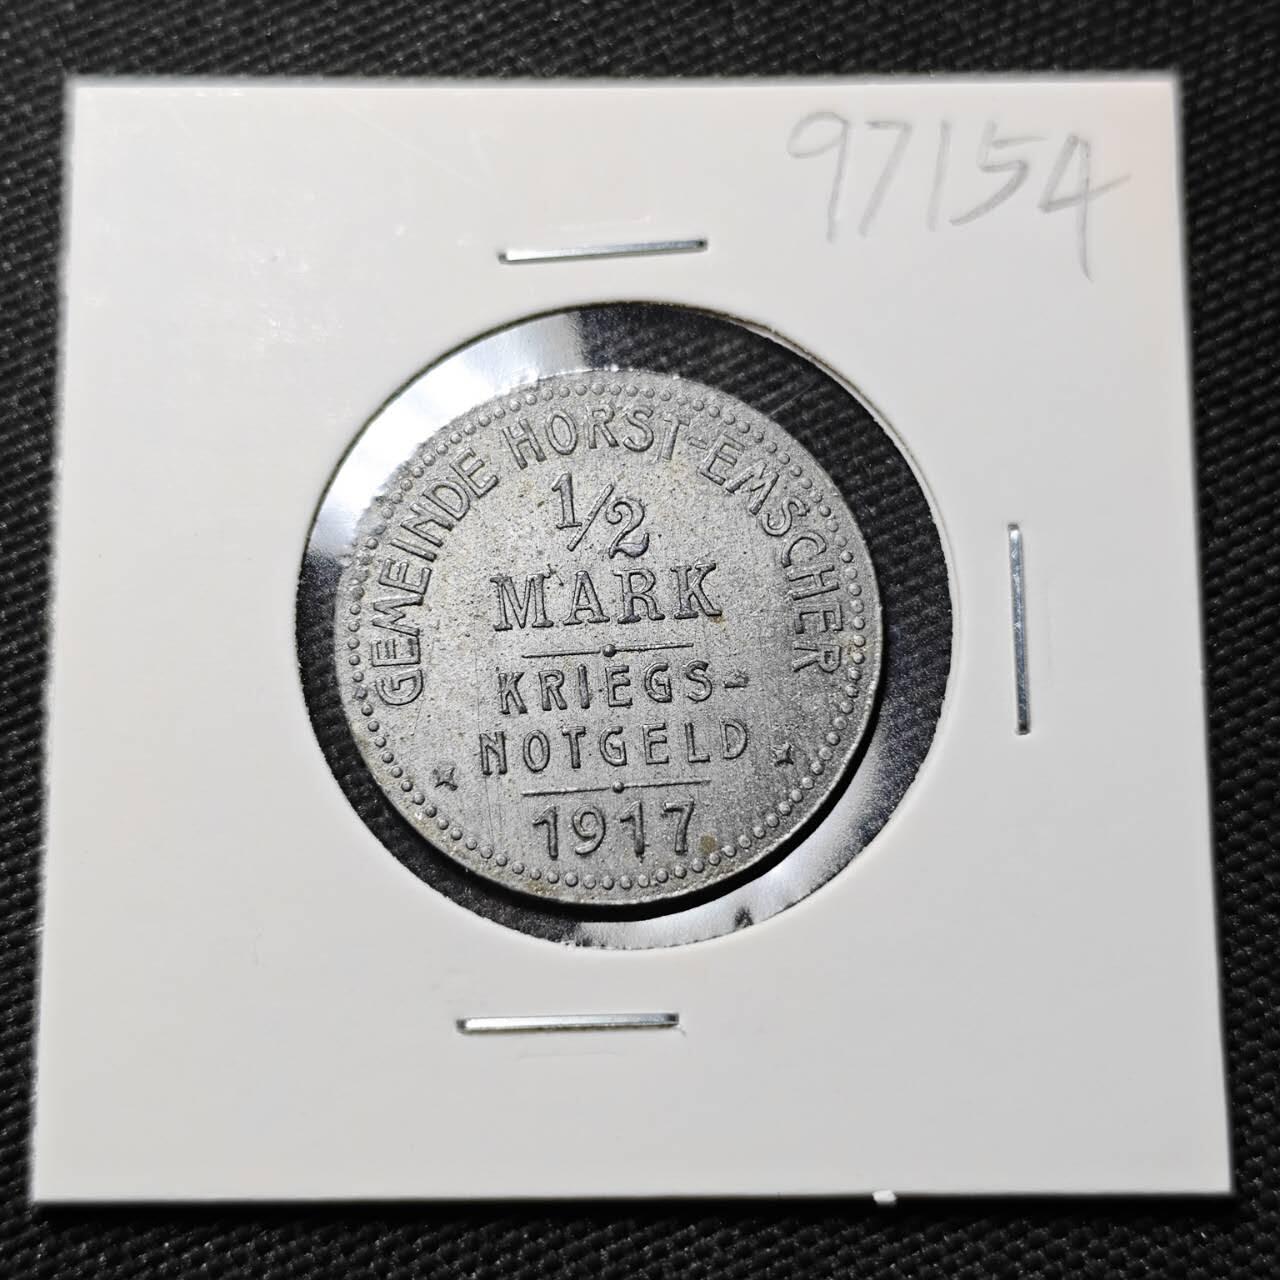 97154
GEMEINDE HORST-EMSCHER
1/2
MARK
KRIEGS-
NOTGELD
1917